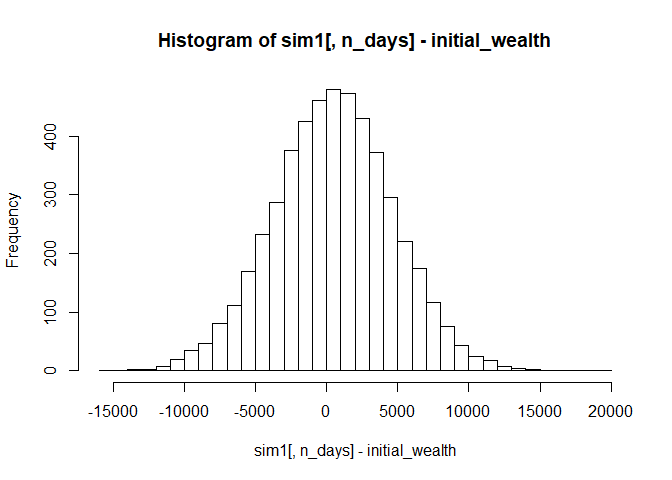 Histogram of sim1[, n_days] - initial_wealth
Frequency
400
300
200
100
0
-15000 -10000 -5000 0 5000 10000 15000 20000
sim1[, n_days] - initial_wealth